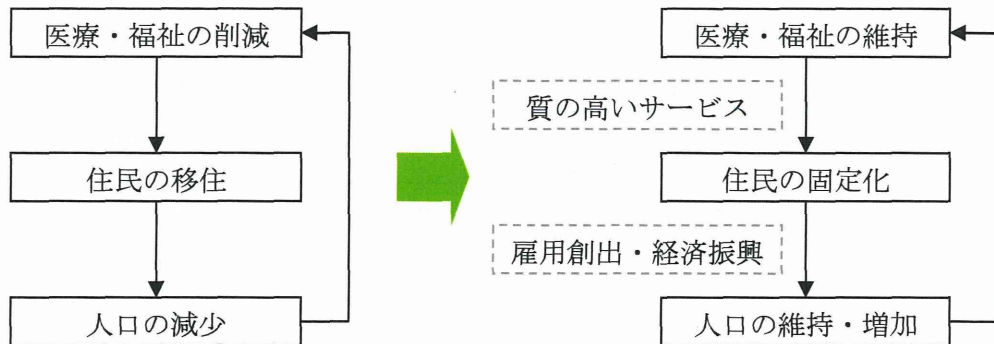 医療・福祉の削減
住民の移住
人口の減少
医療・福祉の維持
質の高いサービス
住民の固定化
雇用創出・経済振興
人口の維持・増加